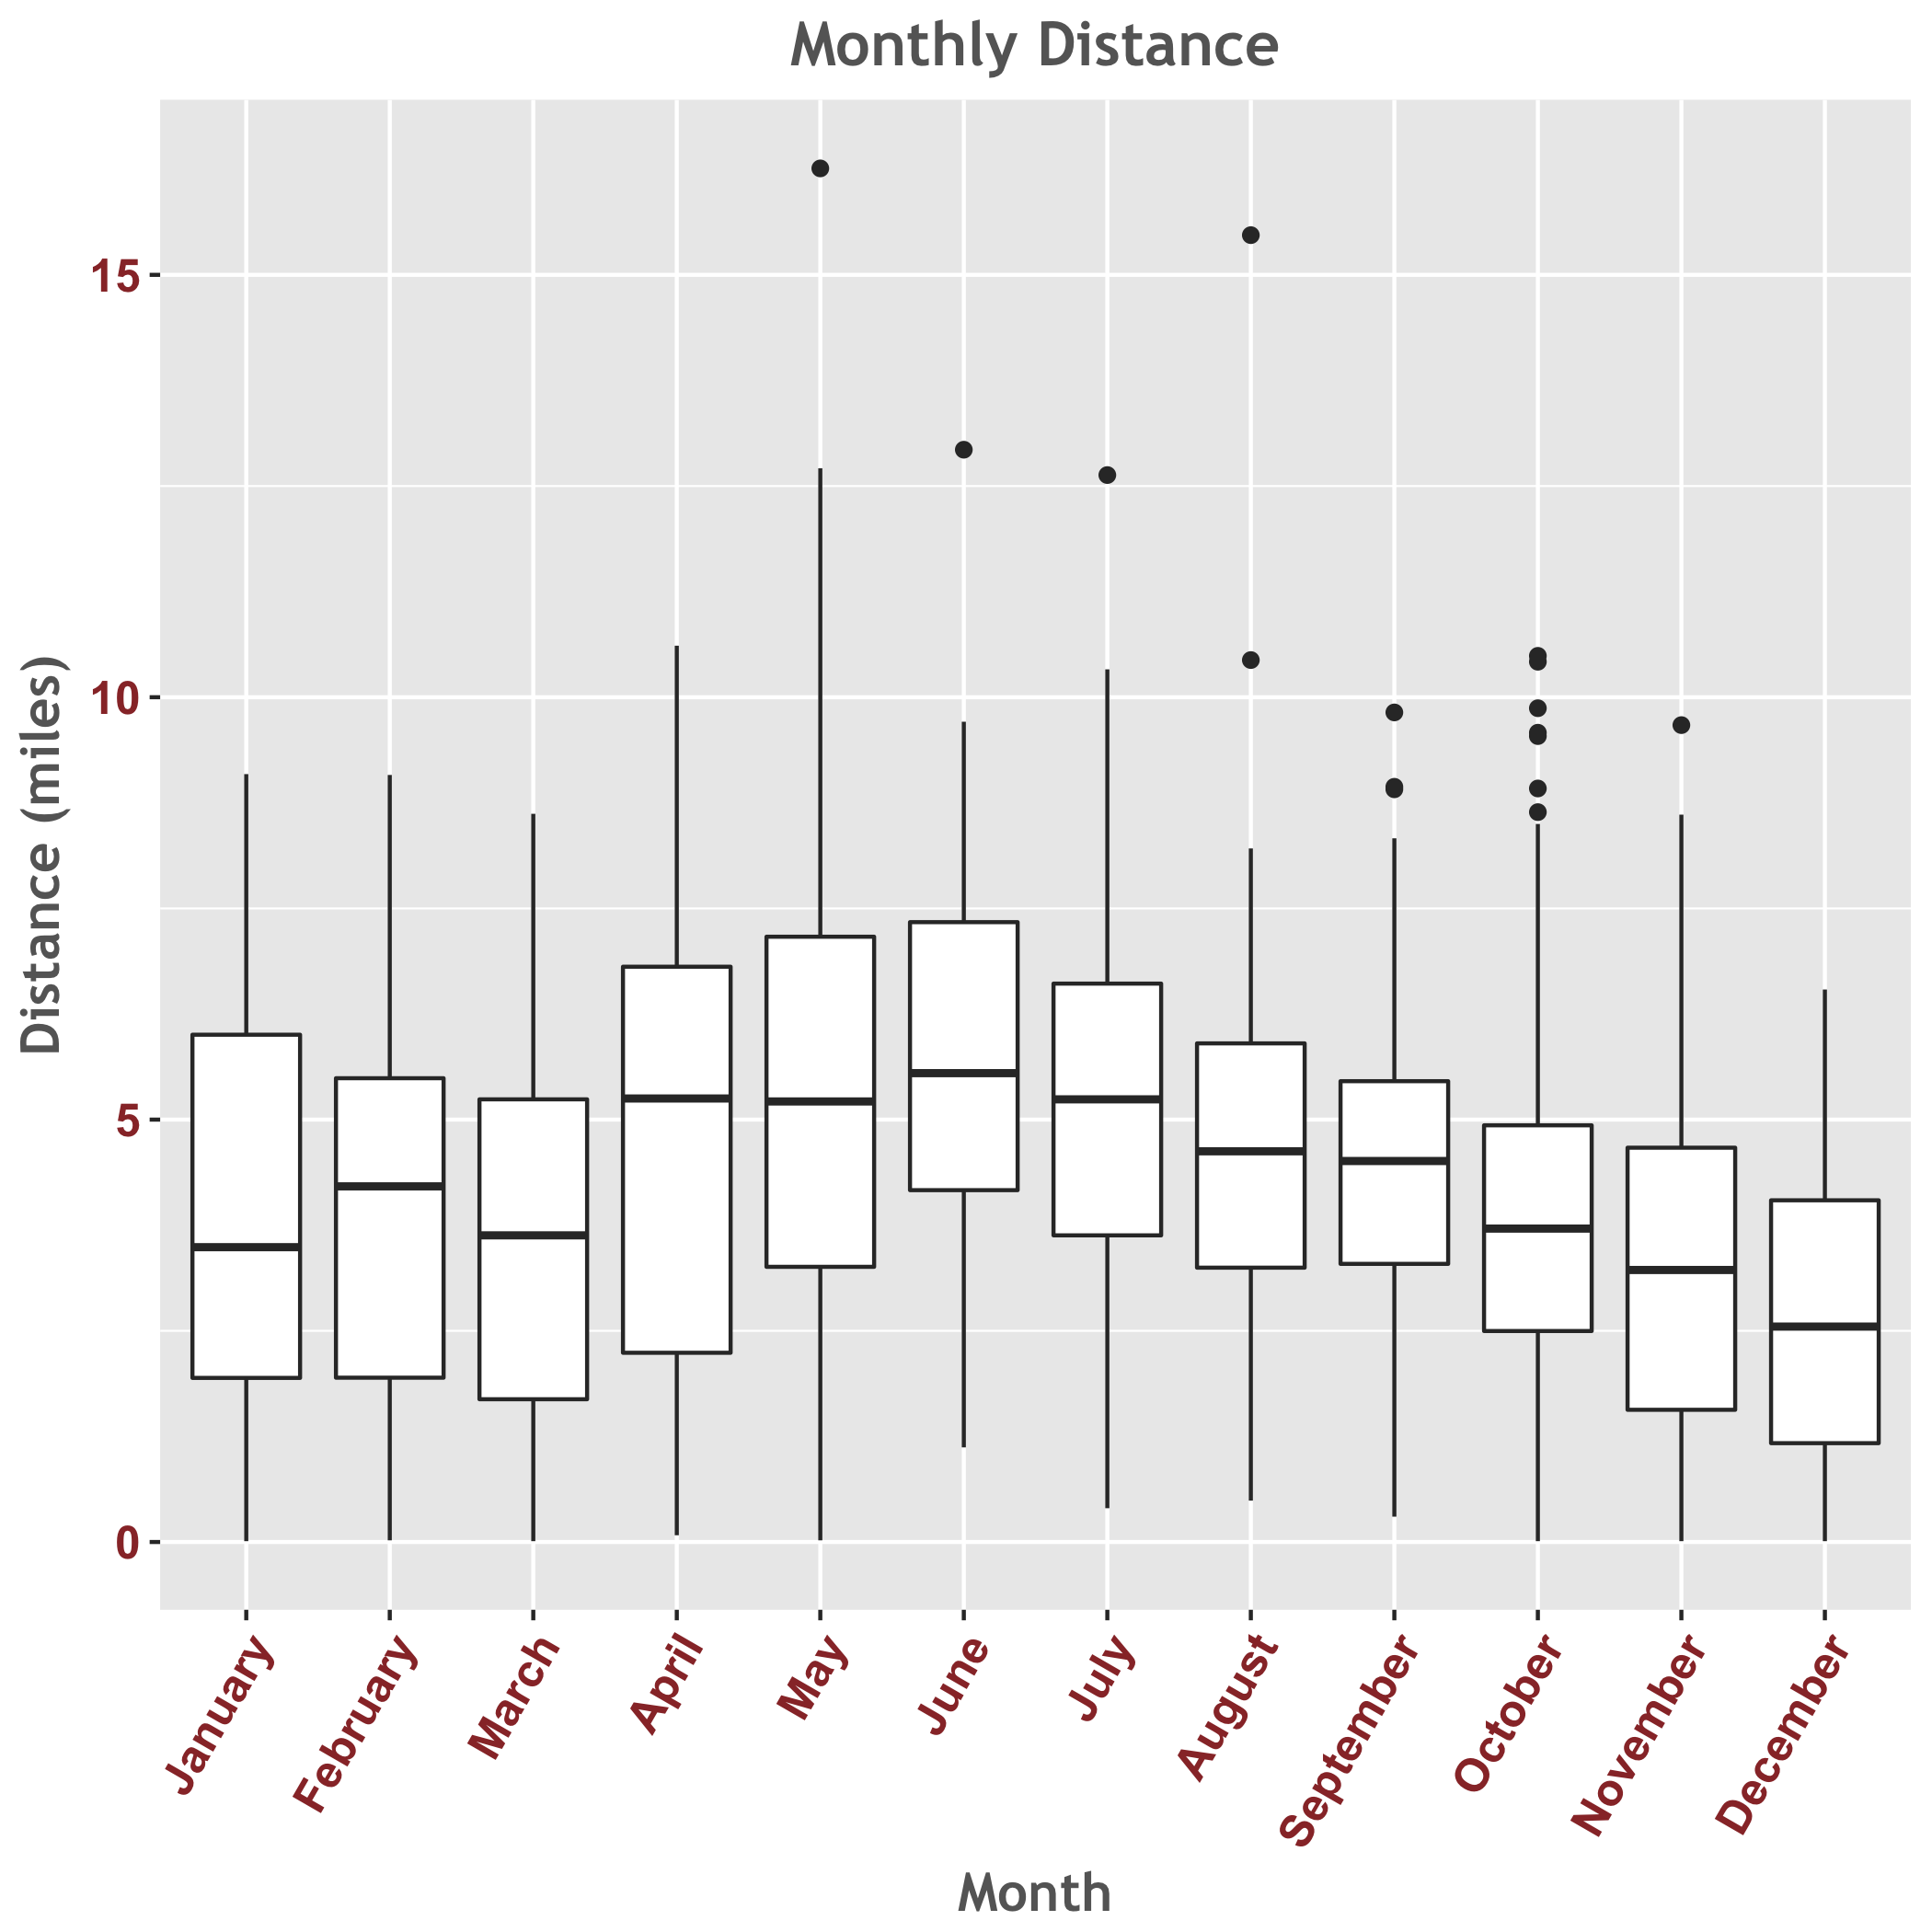 Monthly Distance
Distance (miles)
15
10
5
0
January
February
March
April
May
June
July
August
September
October
November
December
Month